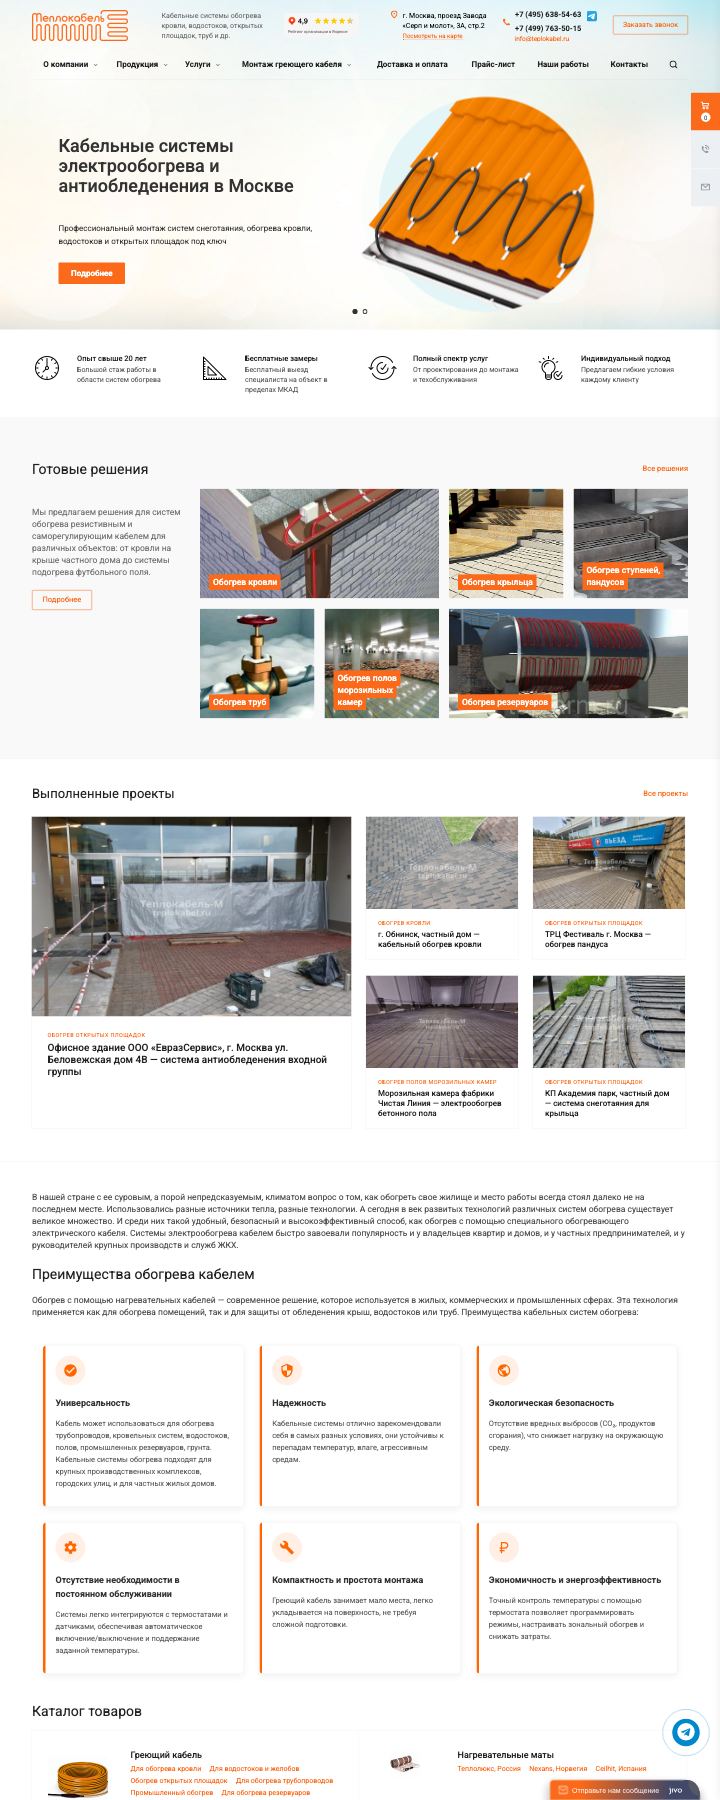 Теплокабель
Кабельные системы обогрева
кровли, водостоков, открытых
площадок, труб и др.
4,9
Рейтинг организации в Яндексе
г. Москва, проезд Завода
«Серп и молот», 3А, стр.2
Посмотреть на карте
+7 (495) 638-54-63
+7 (499) 763-50-15
info@teplokabel.ru
Заказать звонок
О компании
Продукция
Услуги
Монтаж греющего кабеля
Доставка и оплата
Прайс-лист
Наши работы
Контакты
0
Кабельные системы
электрообогрева и
антиобледенения в Москве
Профессиональный монтаж систем снеготаяния, обогрева кровли,
водостоков и открытых площадок под ключ
Подробнее
Опыт свыше 20 лет
Большой стаж работы в
области систем обогрева
Бесплатные замеры
Бесплатный выезд
специалиста на объект в
пределах МКАД
Полный спектр услуг
От проектирования до монтажа
и техобслуживания
Индивидуальный подход
Предлагаем гибкие условия
каждому клиенту
Готовые решения
Все решения
Мы предлагаем решения для систем
обогрева резистивным и
саморегулирующим кабелем для
различных объектов: от кровли на
крыше частного дома до системы
подогрева футбольного поля.
Подробнее
Обогрев кровли
Обогрев крыльца
Обогрев ступеней,
пандусов
Обогрев труб
Обогрев полов
морозильных
камер
Обогрев резервуаров
Выполненные проекты
Все проекты
Теплокабель-М
teplokabel.ru
ОБОГРЕВ ОТКРЫТЫХ ПЛОЩАДОК
Офисное здание ООО «ЕвразСервис», г. Москва ул.
Беловежская дом 4В — система антиобледенения входной
группы
Теплокабель-М
teplokabel.ru
ОБОГРЕВ КРОВЛИ
г. Обнинск, частный дом —
кабельный обогрев кровли
ВЪЕЗД
Теплокабель-М
teplokabel.ru
ОБОГРЕВ ОТКРЫТЫХ ПЛОЩАДОК
ТРЦ Фестиваль г. Москва —
обогрев пандуса
Теплокабель-М
teplokabel.ru
ОБОГРЕВ ПОЛОВ МОРОЗИЛЬНЫХ КАМЕР
Морозильная камера фабрики
Чистая Линия — электрообогрев
бетонного пола
Теплокабель-М
teplokabel.ru
ОБОГРЕВ ОТКРЫТЫХ ПЛОЩАДОК
КП Академия парк, частный дом
— система снеготаяния для
крыльца
В нашей стране с ее суровым, а порой непредсказуемым, климатом вопрос о том, как обогреть свое жилище и место работы всегда стоял далеко не на
последнем месте. Использовались разные источники тепла, разные технологии. А сегодня в век развитых технологий различных систем обогрева существует
великое множество. И среди них такой удобный, безопасный и высокоэффективный способ, как обогрев с помощью специального обогревающего
электрического кабеля. Системы электрообогрева кабелем быстро завоевали популярность и у владельцев квартир и домов, и у частных предпринимателей, и у
руководителей крупных производств и служб ЖКХ.
Преимущества обогрева кабелем
Обогрев с помощью нагревательных кабелей — современное решение, которое используется в жилых, коммерческих и промышленных сферах. Эта технология
применяется как для обогрева помещений, так и для защиты от обледенения крыш, водостоков или труб. Преимущества кабельных систем обогрева:
Универсальность
Кабель может использоваться для обогрева
трубопроводов, кровельных систем, водостоков,
полов, промышленных резервуаров, грунта.
Кабельные системы обогрева подходят для
крупных производственных комплексов,
городских улиц, и для частных жилых домов.
Надежность
Кабельные системы отлично зарекомендовали
себя в самых разных условиях, они устойчивы к
перепадам температур, влаге, агрессивным
средам.
Экологическая безопасность
Отсутствие вредных выбросов (CO₂, продуктов
сгорания), что снижает нагрузку на окружающую
среду.
Отсутствие необходимости в
постоянном обслуживании
Системы легко интегрируются с термостатами и
датчиками, обеспечивая автоматическое
включение/выключение и поддержание
заданной температуры.
Компактность и простота монтажа
Греющий кабель занимает мало места, легко
укладывается на поверхность, не требуя
сложной подготовки.
Экономичность и энергоэффективность
Точный контроль температуры с помощью
термостата позволяет программировать
режимы, настраивать зональный обогрев и
снижать затраты.
Каталог товаров
Греющий кабель
Для обогрева кровли Для водостоков и желобов
Обогрев открытых площадок Для обогрева трубопроводов
Промышленный обогрев Для обогрева резервуаров
Нагревательные маты
Теплолюкс, Россия Nexans, Норвегия Ceilhit, Испания
Отправьте нам сообщение jivo